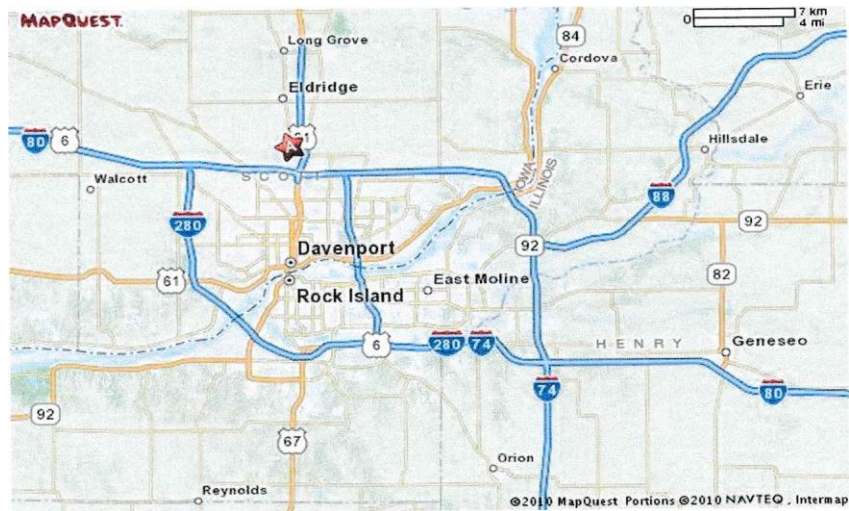 MAPQUEST.
0 7 km
4 mi
Long Grove
84
Cordova
Eldridge
Erie
A
80 6
Hillsdale
SCOTT
Walcott
IOWA
ILLINOIS
88
280
92 92
Davenport
61
82
East Moline
Rock Island
6 280 74
HENRY
Geneseo
74 80
92
67
Orion
Reynolds
©2010 MapQuest Portions ©2010 NAVTEQ, Intermap